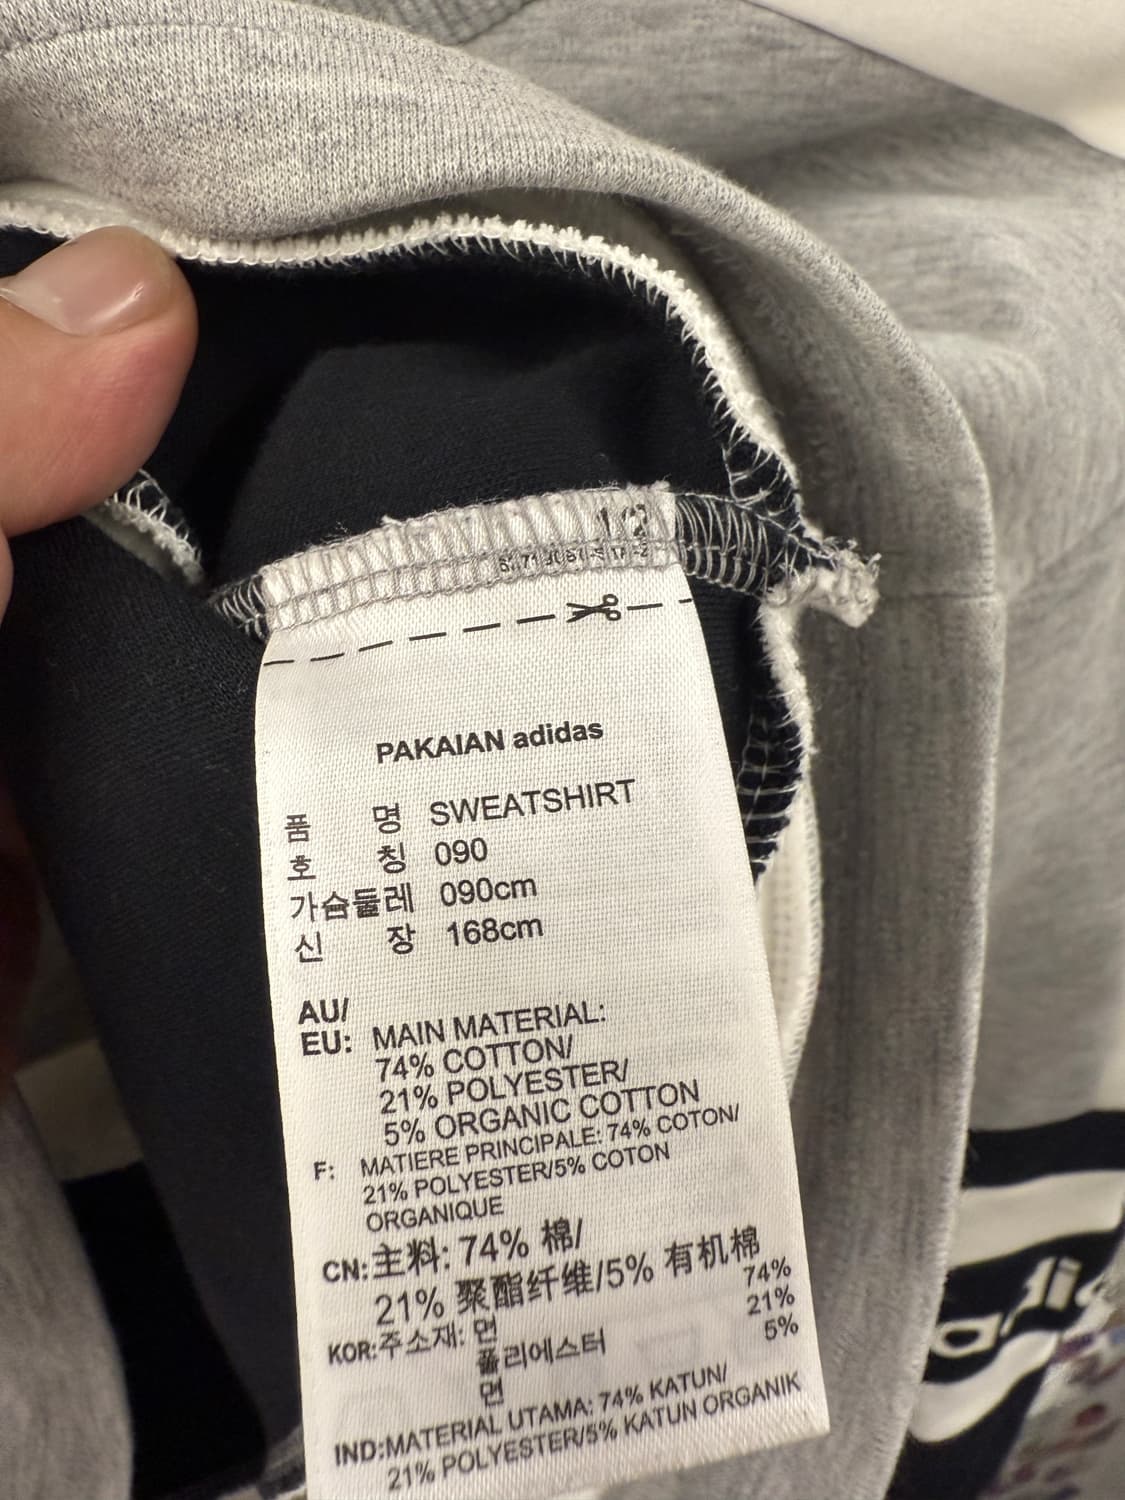 12
PAKAIAN adidas
품 명 SWEATSHIRT
호 칭 090
가슴둘레 090cm
신 장 168cm
AU/
EU: MAIN MATERIAL:
74% COTTON/
21% POLYESTER/
5% ORGANIC COTTON
F: MATIERE PRINCIPALE: 74% COTON/
21% POLYESTER/5% COTON
ORGANIQUE
CN:主料: 74% 棉/
21% 聚酯纤维/5% 有机棉
KOR:주소재: 면 74%
폴리에스터 21%
면 5%
IND:MATERIAL UTAMA: 74% KATUN/
21% POLYESTER/5% KATUN ORGANIK